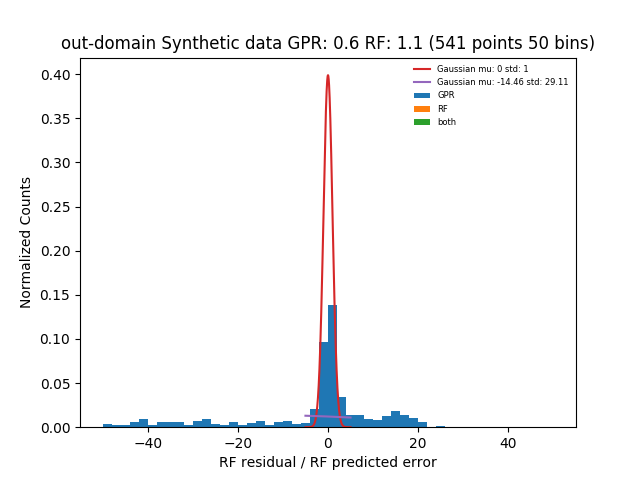 out-domain Synthetic data GPR: 0.6 RF: 1.1 (541 points 50 bins)
Gaussian mu: 0 std: 1
Gaussian mu: -14.46 std: 29.11
GPR
RF
both
0.40
0.35
0.30
0.25
0.20
0.15
0.10
0.05
0.00
Normalized Counts
−40
−20
0
20
40
RF residual / RF predicted error